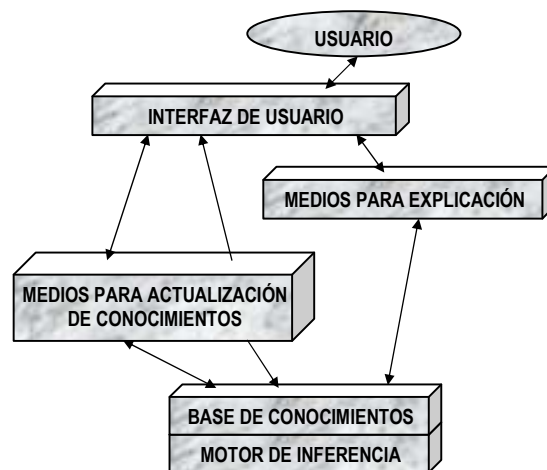 USUARIO
INTERFAZ DE USUARIO
MEDIOS PARA EXPLICACIÓN
MEDIOS PARA ACTUALIZACIÓN
DE CONOCIMIENTOS
BASE DE CONOCIMIENTOS
MOTOR DE INFERENCIA